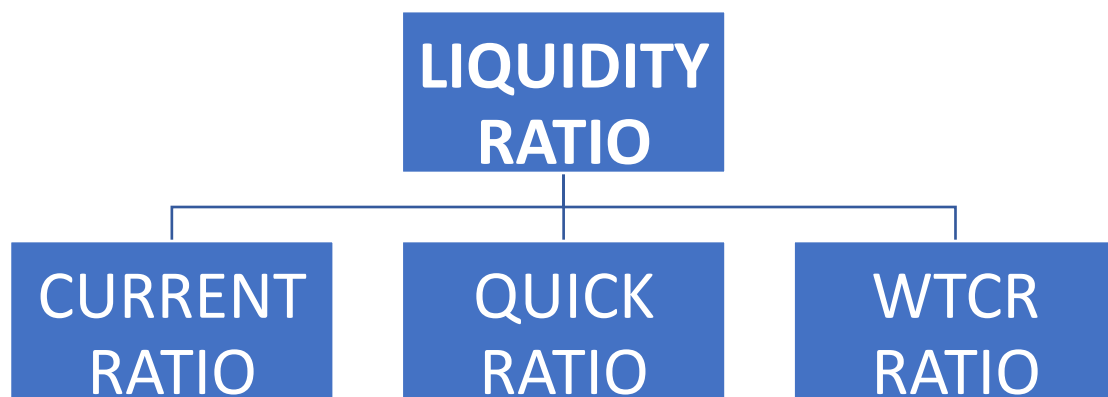 LIQUIDITY
RATIO
CURRENT
RATIO
QUICK
RATIO
WTCR
RATIO